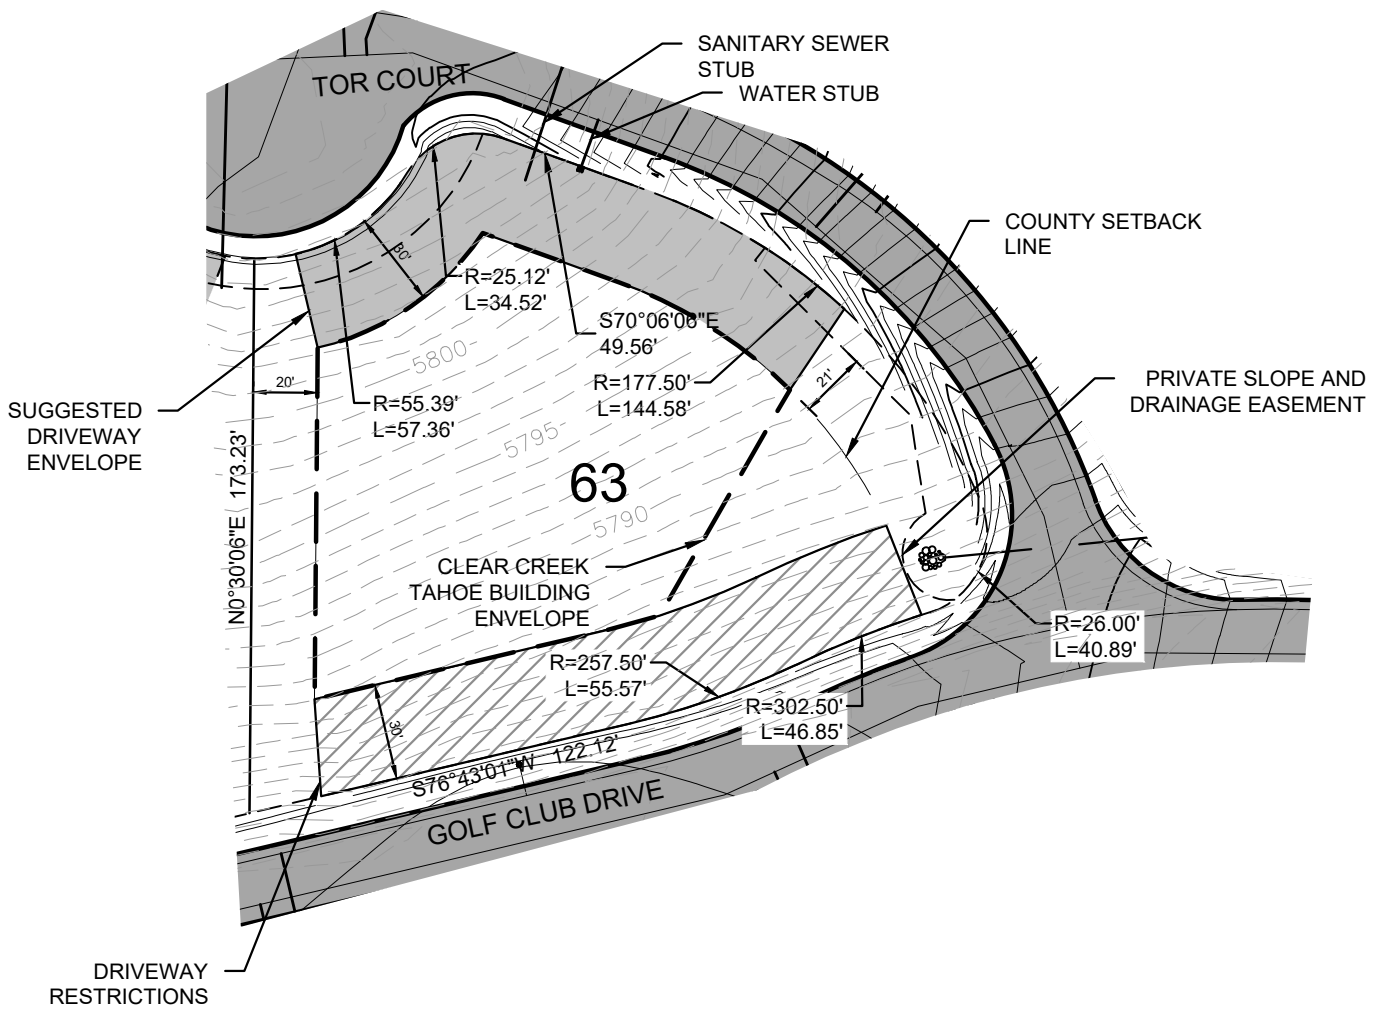 TOR COURT
SANITARY SEWER
STUB
WATER STUB
COUNTY SETBACK
LINE
PRIVATE SLOPE AND
DRAINAGE EASEMENT
30'
R=25.12'
L=34.52'
S70°06'06"E
49.56'
R=177.50'
L=144.58'
21'
5800
20'
R=55.39'
L=57.36'
SUGGESTED
DRIVEWAY
ENVELOPE
N0°30'06"E 173.23'
5795
63
5790
CLEAR CREEK
TAHOE BUILDING
ENVELOPE
R=26.00'
L=40.89'
R=257.50'
L=55.57'
R=302.50'
L=46.85'
30'
S76°43'01"W 122.12'
GOLF CLUB DRIVE
DRIVEWAY
RESTRICTIONS